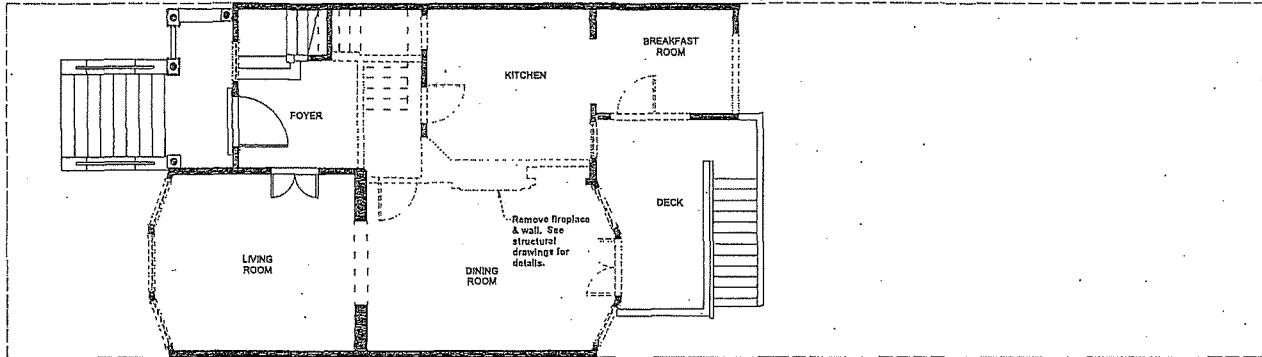 BREAKFAST
ROOM
KITCHEN
FOYER
DECK
Remove fireplace
& wall. See
structural
drawings for
details.
LIVING
ROOM
DINING
ROOM